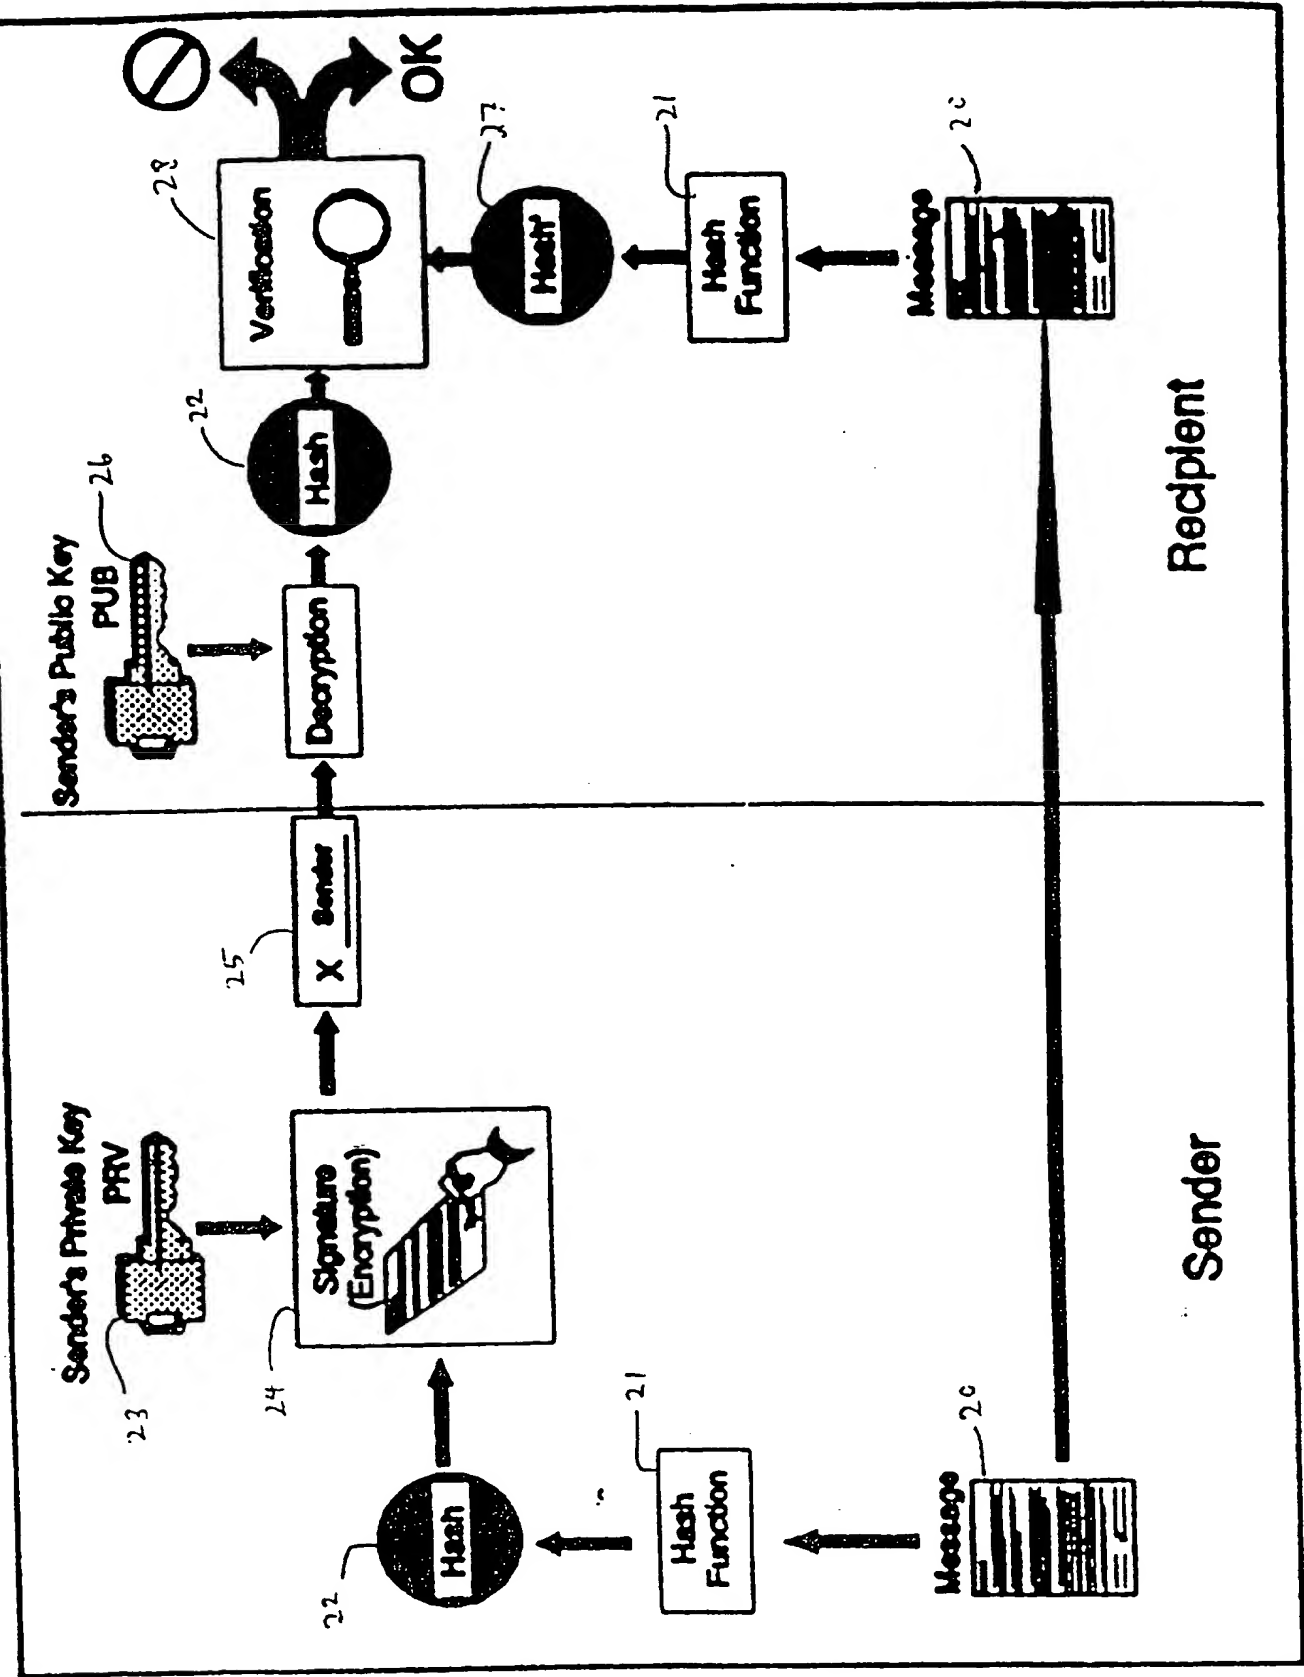 Sender's Private Key
PRV
23
Signature
(Encryption)
24
Hash
22
Hash
Function
21
Message
20
X Sender
25
Sender
Sender's Public Key
PUB
26
Decryption
Hash
22
Verification
28
OK
Hash'
27
Hash
Function
21
Message
20
Recipient